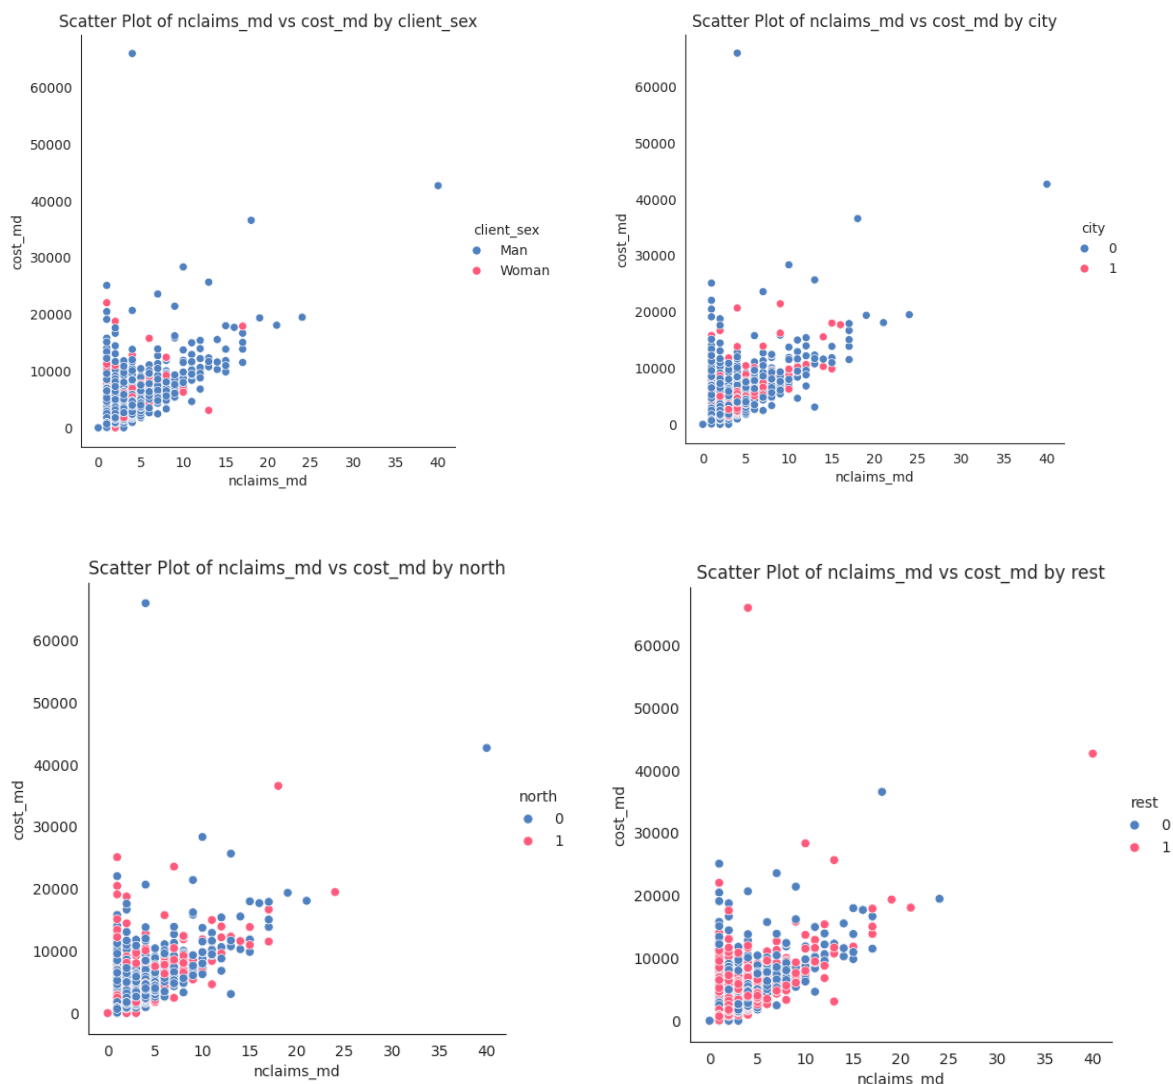 Scatter Plot of nclaims_md vs cost_md by client_sex
60000
50000
40000
30000
20000
10000
0
cost_md
0 5 10 15 20 25 30 35 40
nclaims_md
client_sex
Man
Woman
Scatter Plot of nclaims_md vs cost_md by city
60000
50000
40000
30000
20000
10000
0
cost_md
0 5 10 15 20 25 30 35 40
nclaims_md
city
0
1
Scatter Plot of nclaims_md vs cost_md by north
60000
50000
40000
30000
20000
10000
0
cost_md
0 5 10 15 20 25 30 35 40
nclaims_md
north
0
1
Scatter Plot of nclaims_md vs cost_md by rest
60000
50000
40000
30000
20000
10000
0
cost_md
0 5 10 15 20 25 30 35 40
nclaims_md
rest
0
1